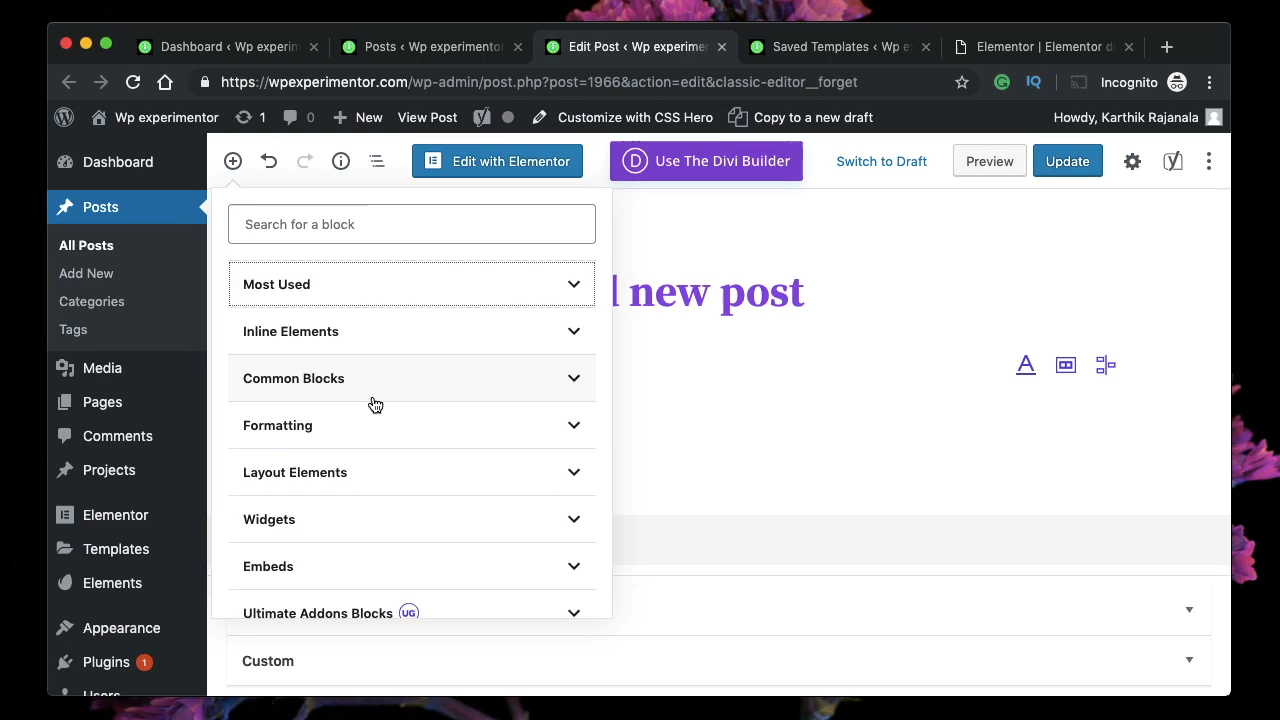 Dashboard < Wp experim
Posts < Wp experimentor
Edit Post < Wp experime
Saved Templates < Wp e
Elementor | Elementor d
https://wpexperimentor.com/wp-admin/post.php?post=1966&action=edit&classic-editor__forget
IQ
Incognito
Wp experimentor
1
0
New
View Post
Customize with CSS Hero
Copy to a new draft
Howdy, Karthik Rajanala
Dashboard
Posts
All Posts
Add New
Categories
Tags
Media
Pages
Comments
Projects
Elementor
Templates
Elements
Appearance
Plugins 1
Users
Edit with Elementor
D Use The Divi Builder
Switch to Draft
Preview
Update
Search for a block
Most Used
Inline Elements
Common Blocks
Formatting
Layout Elements
Widgets
Embeds
Ultimate Addons Blocks UG
new post
A
Custom